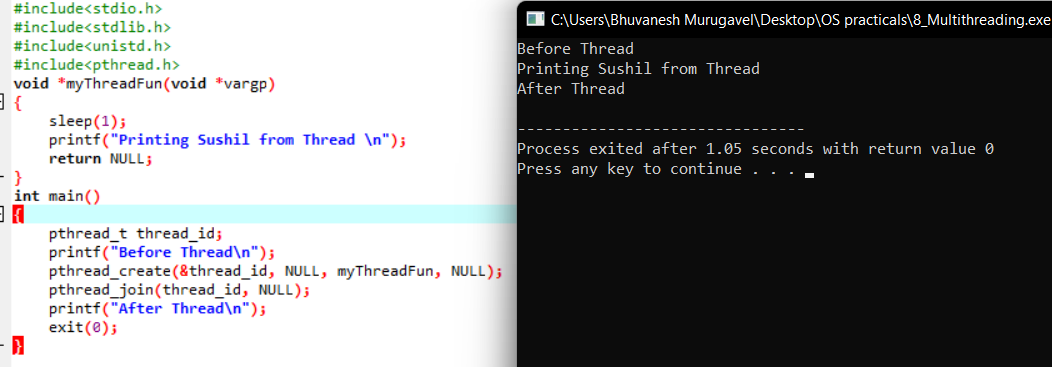 #include<stdio.h>
#include<stdlib.h>
#include<unistd.h>
#include<pthread.h>
void *myThreadFun(void *vargp)
{
    sleep(1);
    printf("Printing Sushil from Thread \n");
    return NULL;
}
int main()
{
    pthread_t thread_id;
    printf("Before Thread\n");
    pthread_create(&thread_id, NULL, myThreadFun, NULL);
    pthread_join(thread_id, NULL);
    printf("After Thread\n");
    exit(0);
}
C:\Users\Bhuvanesh Murugavel\Desktop\OS practicals\8_Multithreading.exe
Before Thread
Printing Sushil from Thread
After Thread
--------------------------------
Process exited after 1.05 seconds with return value 0
Press any key to continue . . .